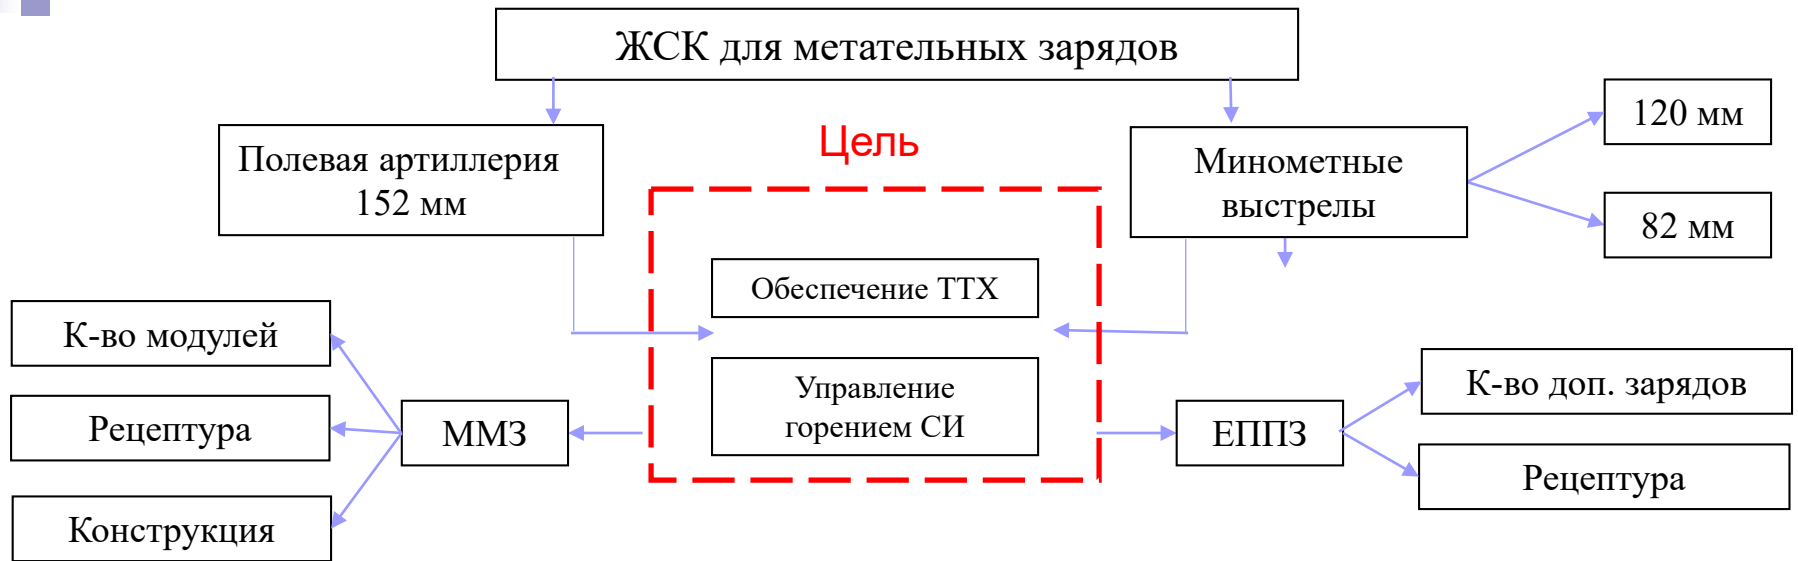 ЖСК для метательных зарядов
Полевая артиллерия
152 мм
Цель
Минометные
выстрелы
120 мм
82 мм
Обеспечение ТТХ
Управление
горением СИ
К-во модулей
Рецептура
Конструкция
ММЗ
ЕППЗ
К-во доп. зарядов
Рецептура